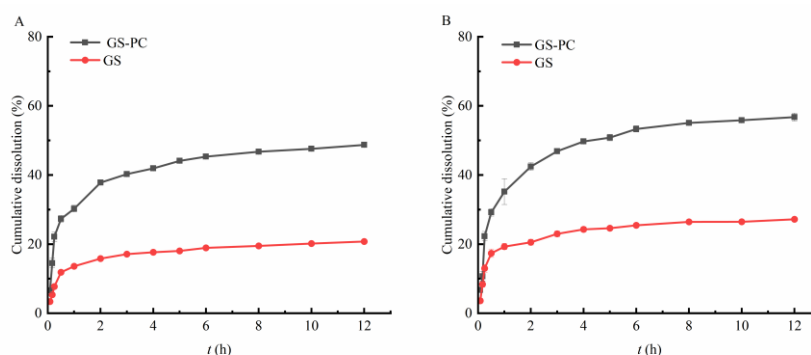 A
80
60
40
20
0
Cumulative dissolution (%)
GS-PC
GS
0 2 4 6 8 10 12
t (h)
B
80
60
40
20
0
Cumulative dissolution (%)
GS-PC
GS
0 2 4 6 8 10 12
t (h)